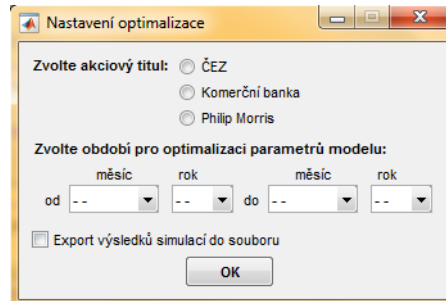 Nastavení optimalizace
Zvolte akciový titul: ČEZ
Komerční banka
Philip Morris
Zvolte období pro optimalizaci parametrů modelu:
měsíc rok měsíc rok
od -- -- do -- --
Export výsledků simulací do souboru
OK